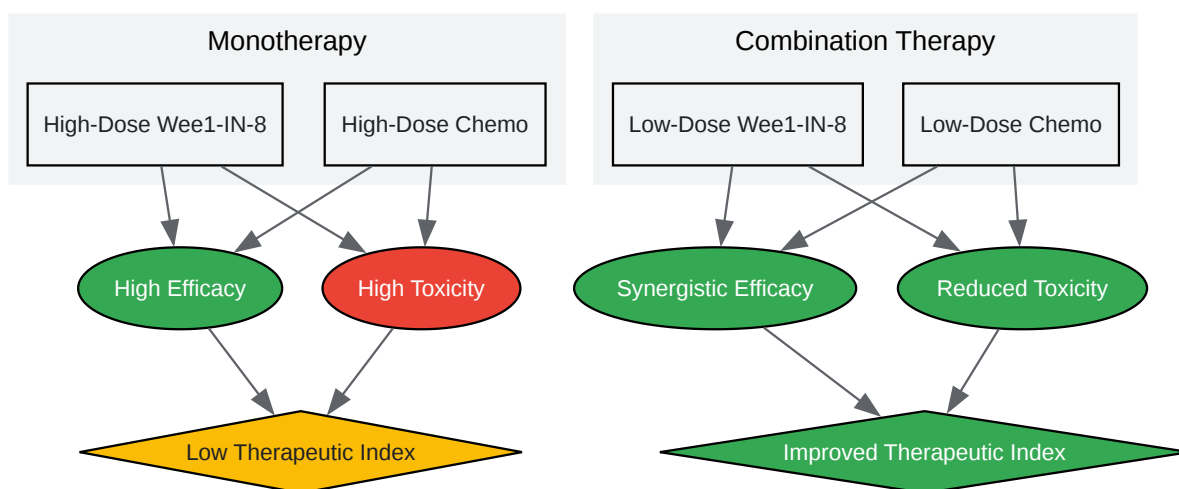 Monotherapy
High-Dose Wee1-IN-8
High-Dose Chemo
High Efficacy
High Toxicity
Low Therapeutic Index
Combination Therapy
Low-Dose Wee1-IN-8
Low-Dose Chemo
Synergistic Efficacy
Reduced Toxicity
Improved Therapeutic Index